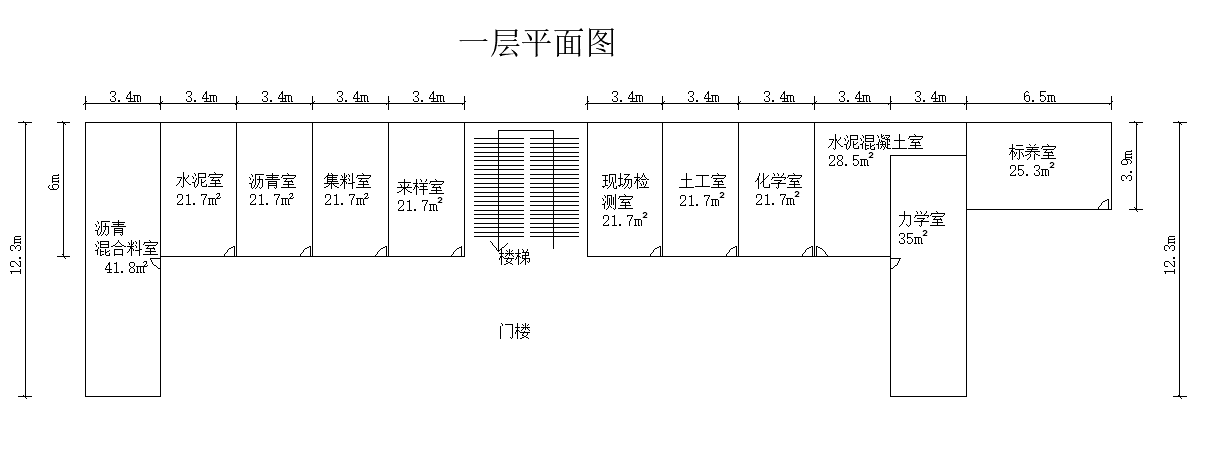 一层平面图
3.4m 3.4m 3.4m 3.4m 3.4m 3.4m 3.4m 3.4m 3.4m 3.4m 6.5m
12.3m
6m
沥青
混合料室
41.8㎡
水泥室
21.7㎡
沥青室
21.7㎡
集料室
21.7㎡
来样室
21.7㎡
楼梯
门楼
现场检
测室
21.7㎡
土工室
21.7㎡
化学室
21.7㎡
水泥混凝土室
28.5㎡
力学室
35㎡
标养室
25.3㎡
3.9m
12.3m